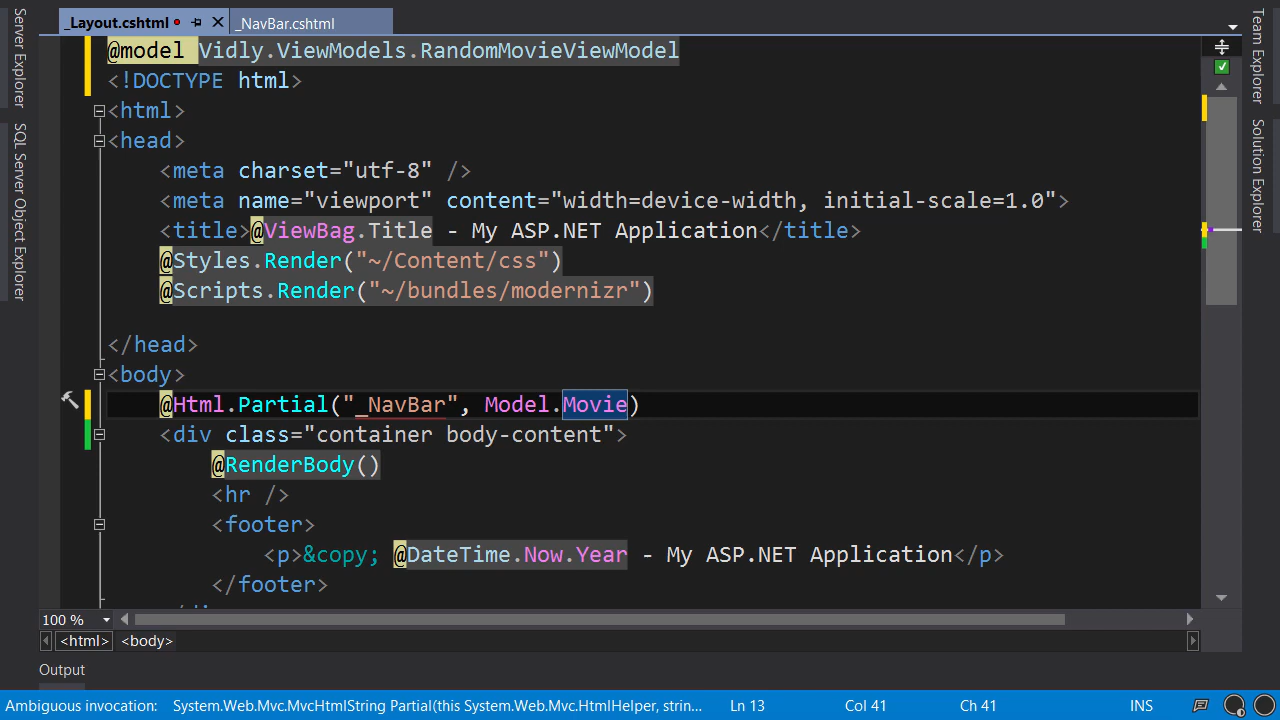 _Layout.cshtml
_NavBar.cshtml
Server Explorer
SQL Server Object Explorer
Team Explorer
Solution Explorer
@model Vidly.ViewModels.RandomMovieViewModel
<!DOCTYPE html>
<html>
<head>
<meta charset="utf-8" />
<meta name="viewport" content="width=device-width, initial-scale=1.0">
<title>@ViewBag.Title - My ASP.NET Application</title>
@Styles.Render("~/Content/css")
@Scripts.Render("~/bundles/modernizr")
</head>
<body>
@Html.Partial("_NavBar", Model.Movie)
<div class="container body-content">
@RenderBody()
<hr />
<footer>
<p>&copy; @DateTime.Now.Year - My ASP.NET Application</p>
</footer>
100 %
<html> <body>
Output
Ambiguous invocation: System.Web.Mvc.MvcHtmlString Partial(this System.Web.Mvc.HtmlHelper, strin... Ln 13 Col 41 Ch 41 INS